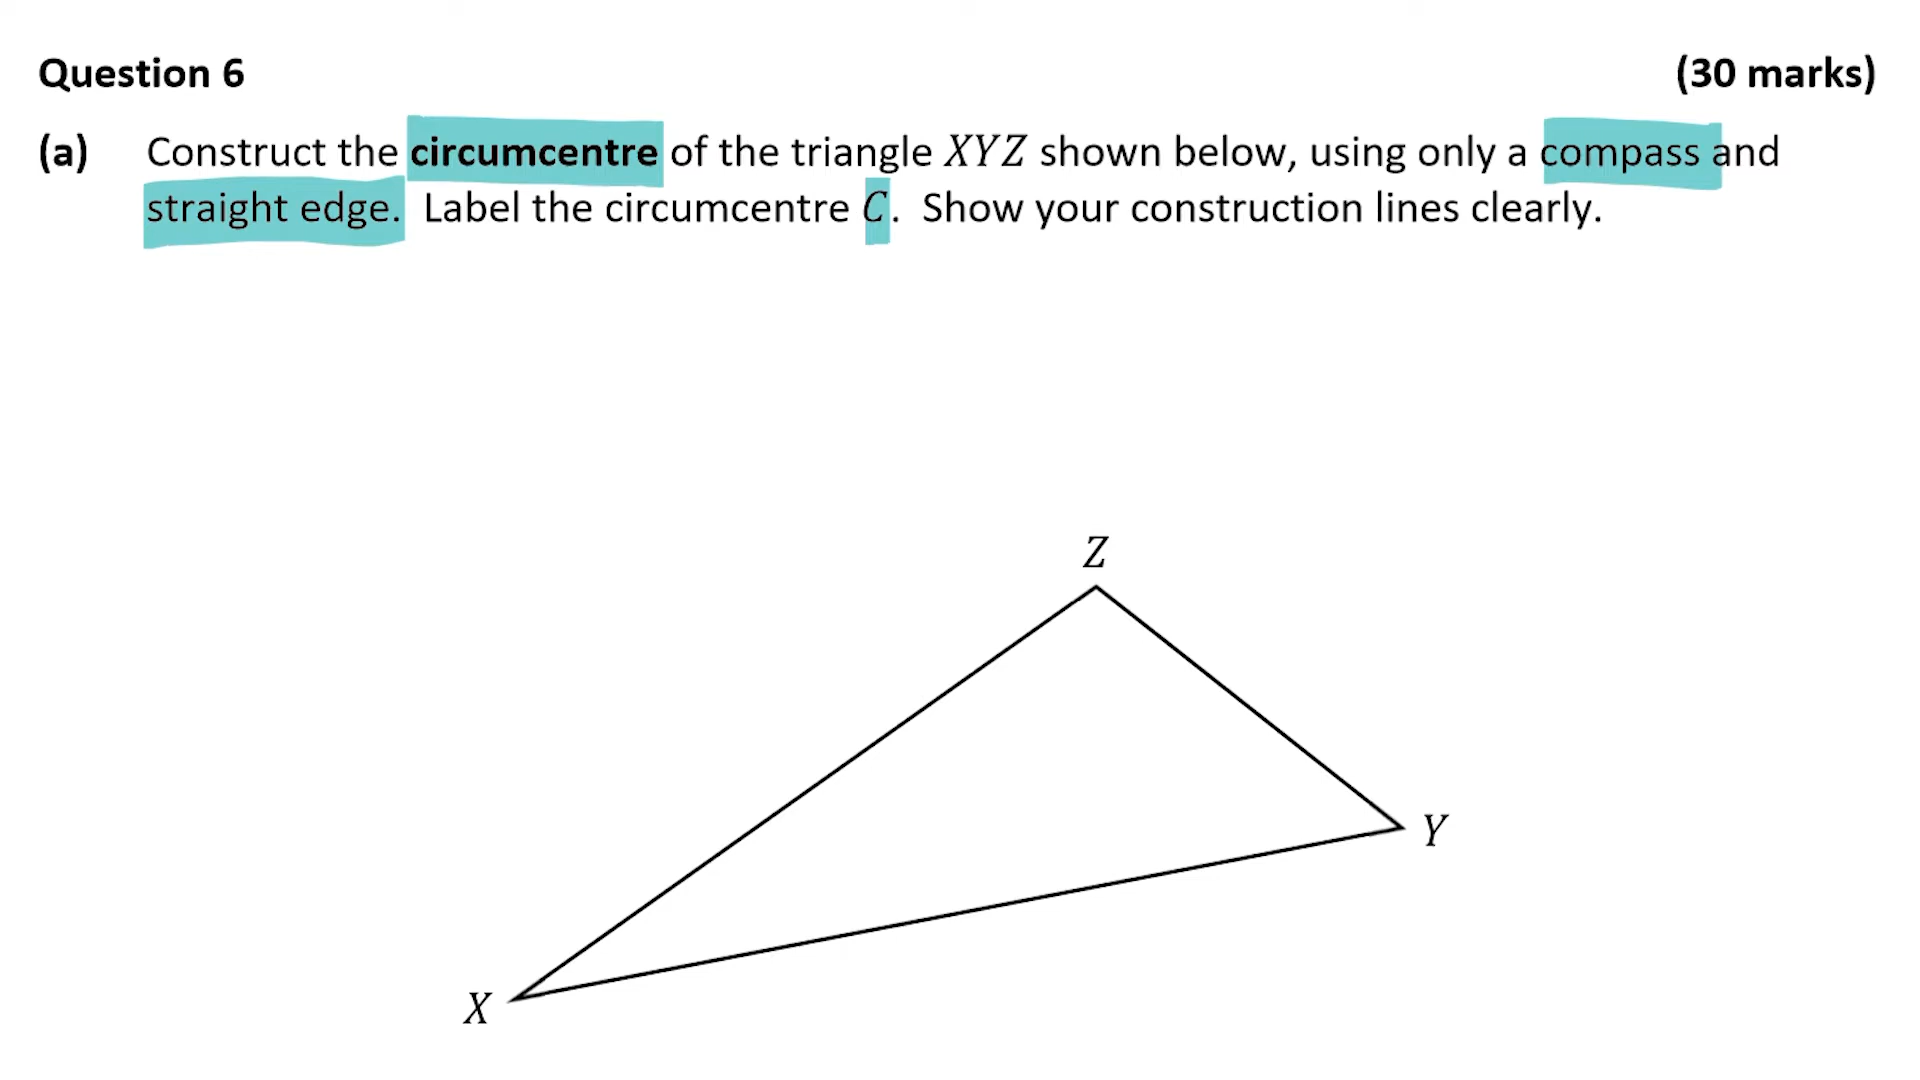 Question 6 (30 marks)
(a) Construct the circumcentre of the triangle XYZ shown below, using only a compass and
straight edge. Label the circumcentre C. Show your construction lines clearly.
Z
Y
X